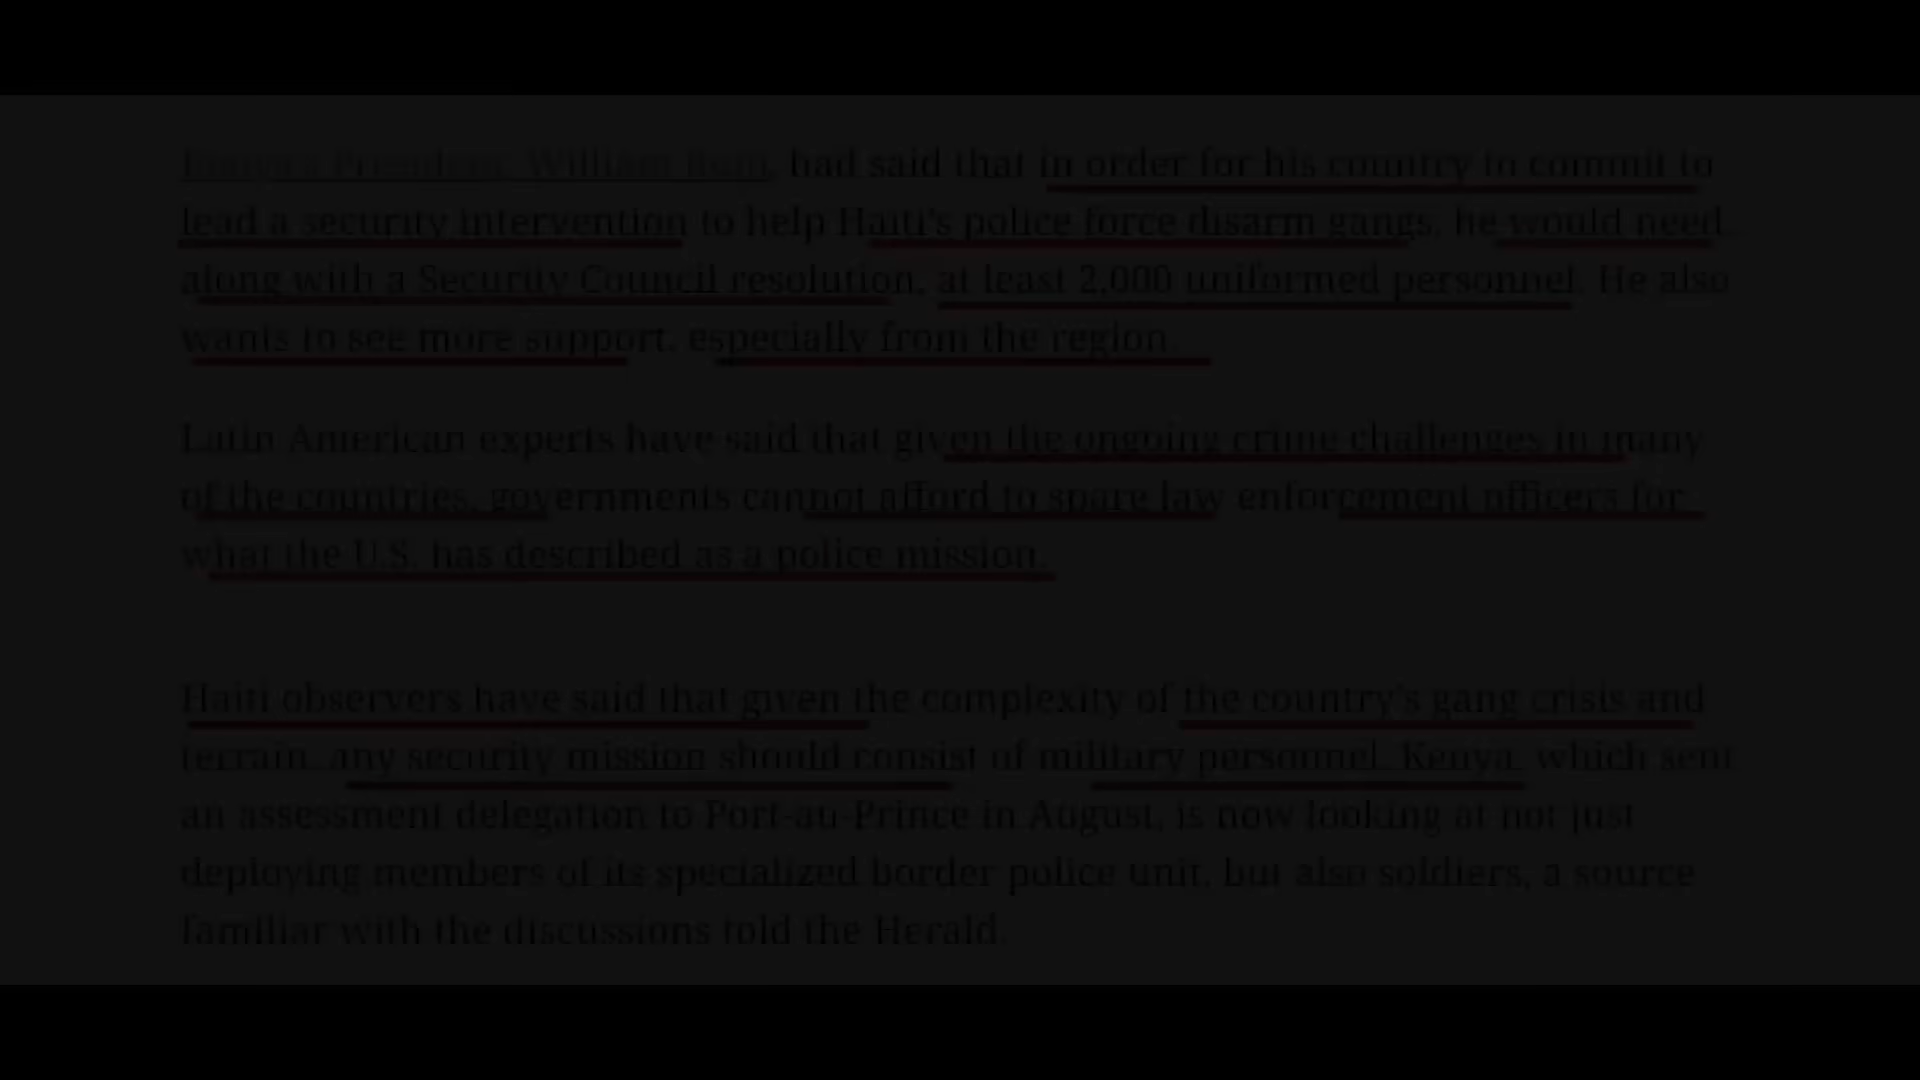 Kenya's President, William Ruto, had said that in order for his country to commit to
lead a security intervention to help Haiti's police force disarm gangs, he would need,
along with a Security Council resolution, at least 2,000 uniformed personnel. He also
wants to see more support, especially from the region.
Latin American experts have said that given the ongoing crime challenges in many
of the countries, governments cannot afford to spare law enforcement officers for
what the U.S. has described as a police mission.
Haiti observers have said that given the complexity of the country's gang crisis and
terrain, any security mission should consist of military personnel. Kenya, which sent
an assessment delegation to Port-au-Prince in August, is now looking at not just
deploying members of its specialized border police unit, but also soldiers, a source
familiar with the discussions told the Herald.